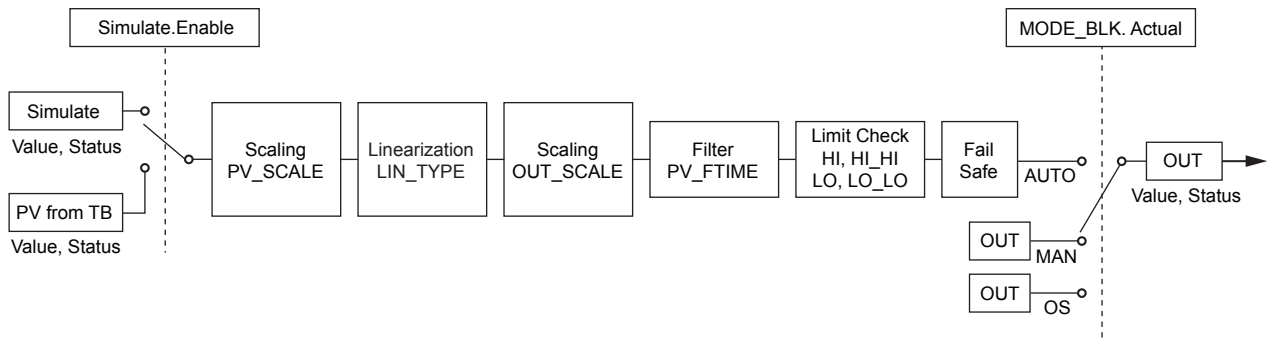 Simulate.Enable
MODE_BLK. Actual
Simulate
Value, Status
PV from TB
Value, Status
Scaling
PV_SCALE
Linearization
LIN_TYPE
Scaling
OUT_SCALE
Filter
PV_FTIME
Limit Check
HI, HI_HI
LO, LO_LO
Fail
Safe
AUTO
OUT
MAN
OUT
OS
OUT
Value, Status